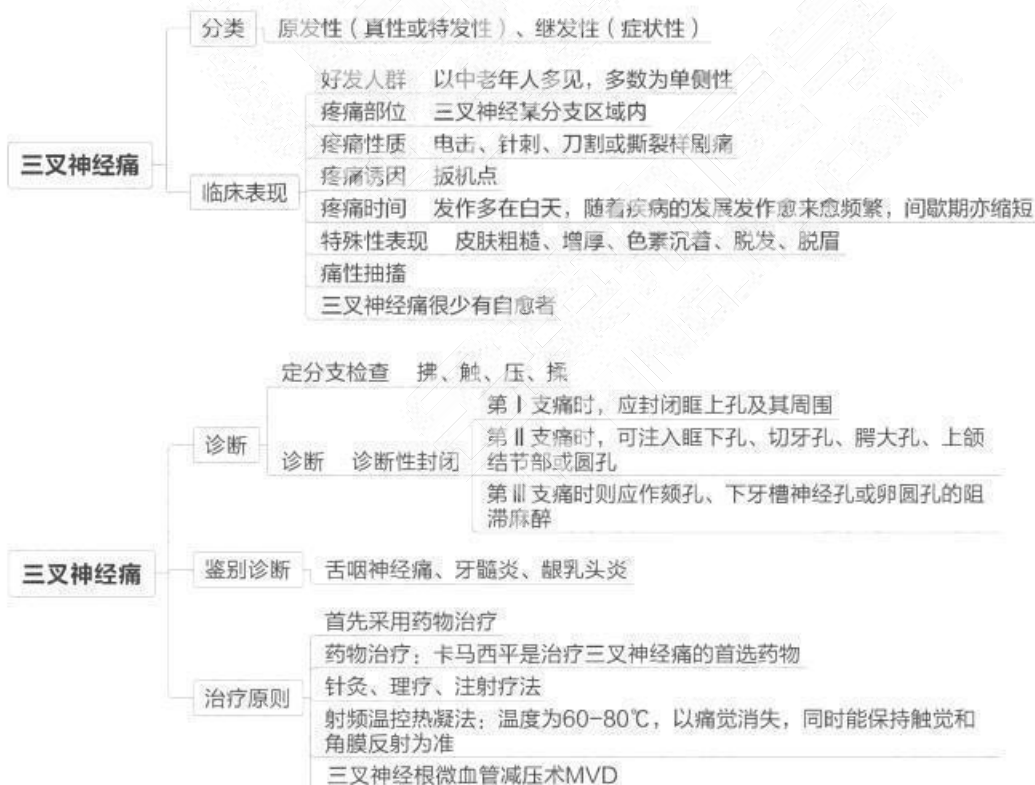 分类 原发性（真性或特发性）、继发性（症状性）
三叉神经痛
临床表现
好发人群 以中老年人多见，多数为单侧性
疼痛部位 三叉神经某分支区域内
疼痛性质 电击、针刺、刀割或撕裂样剧痛
疼痛诱因 扳机点
疼痛时间 发作多在白天，随着疾病的发展发作愈来愈频繁，间歇期亦缩短
特殊性表现 皮肤粗糙、增厚、色素沉着、脱发、脱眉
痛性抽搐
三叉神经痛很少有自愈者
三叉神经痛
诊断
定分支检查 拂、触、压、揉
诊断 诊断性封闭
第Ⅰ支痛时，应封闭眶上孔及其周围
第Ⅱ支痛时，可注入眶下孔、切牙孔、腭大孔、上颌
结节部或圆孔
第Ⅲ支痛时则应作颏孔、下牙槽神经孔或卵圆孔的阻
滞麻醉
鉴别诊断 舌咽神经痛、牙髓炎、龈乳头炎
治疗原则
首先采用药物治疗
药物治疗：卡马西平是治疗三叉神经痛的首选药物
针灸、理疗、注射疗法
射频温控热凝法：温度为60-80℃，以痛觉消失，同时能保持触觉和
角膜反射为准
三叉神经根微血管减压术MVD